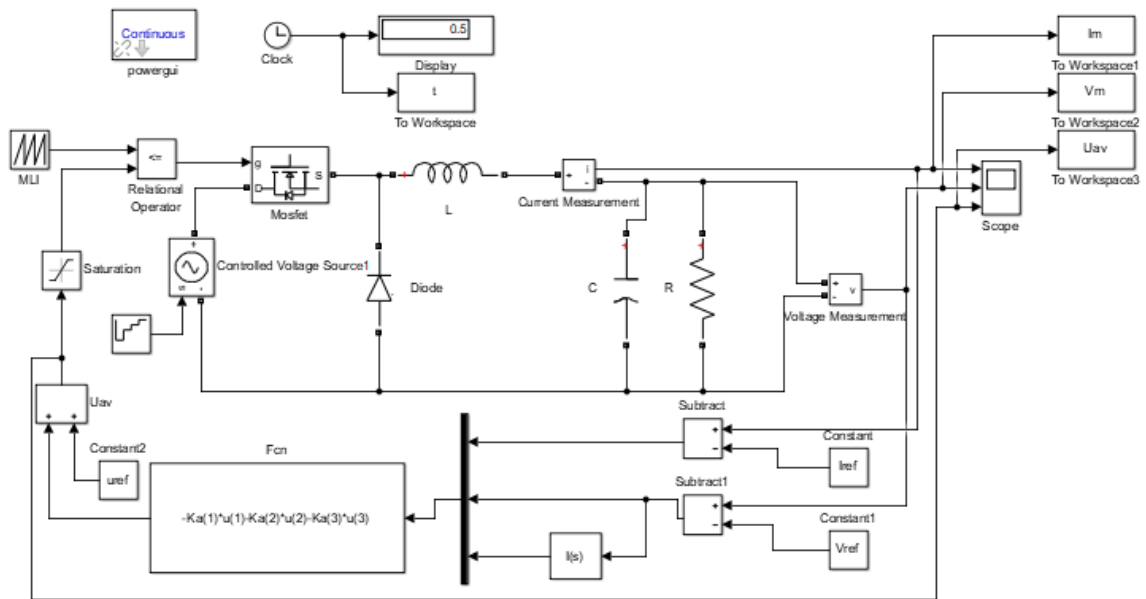 Continuous
powergui
Clock
0.5
Display
t
To Workspace
Im
To Workspace1
Vm
To Workspace2
Uav
To Workspace3
MLI
<=
Relational
Operator
g
D
S
Mosfet
L
+
i
-
Current Measurement
Scope
Saturation
Controlled Voltage Source1
Diode
C
R
+
-
v
Voltage Measurement
Uav
Constant2
uref
Fcn
-Ka(1)*u(1)-Ka(2)*u(2)-Ka(3)*u(3)
I(s)
Subtract
Constant
Iref
Subtract1
Constant1
Vref